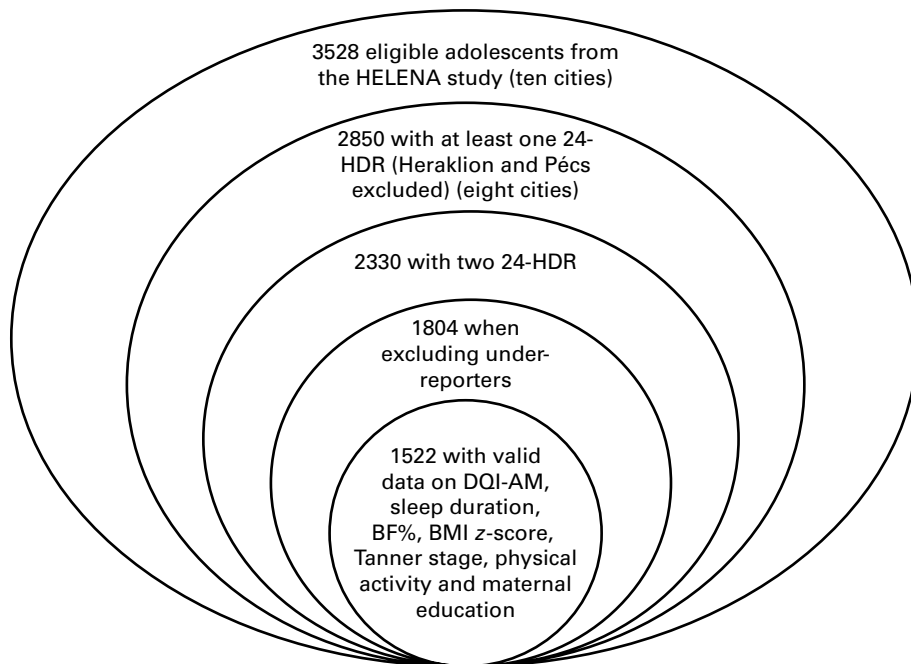 3528 eligible adolescents from
the HELENA study (ten cities)
2850 with at least one 24-
HDR (Heraklion and Pécs
excluded) (eight cities)
2330 with two 24-HDR
1804 when
excluding under-
reporters
1522 with valid
data on DQI-AM,
sleep duration,
BF%, BMI z-score,
Tanner stage, physical
activity and maternal
education